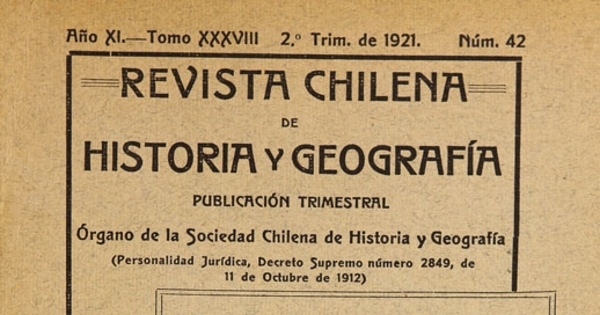 Año XI.—Tomo XXXVIII 2.º Trim. de 1921. Núm. 42
REVISTA CHILENA
DE
HISTORIA Y GEOGRAFÍA
PUBLICACIÓN TRIMESTRAL
Órgano de la Sociedad Chilena de Historia y Geografía
(Personalidad Jurídica, Decreto Supremo número 2849, de
11 de Octubre de 1912)